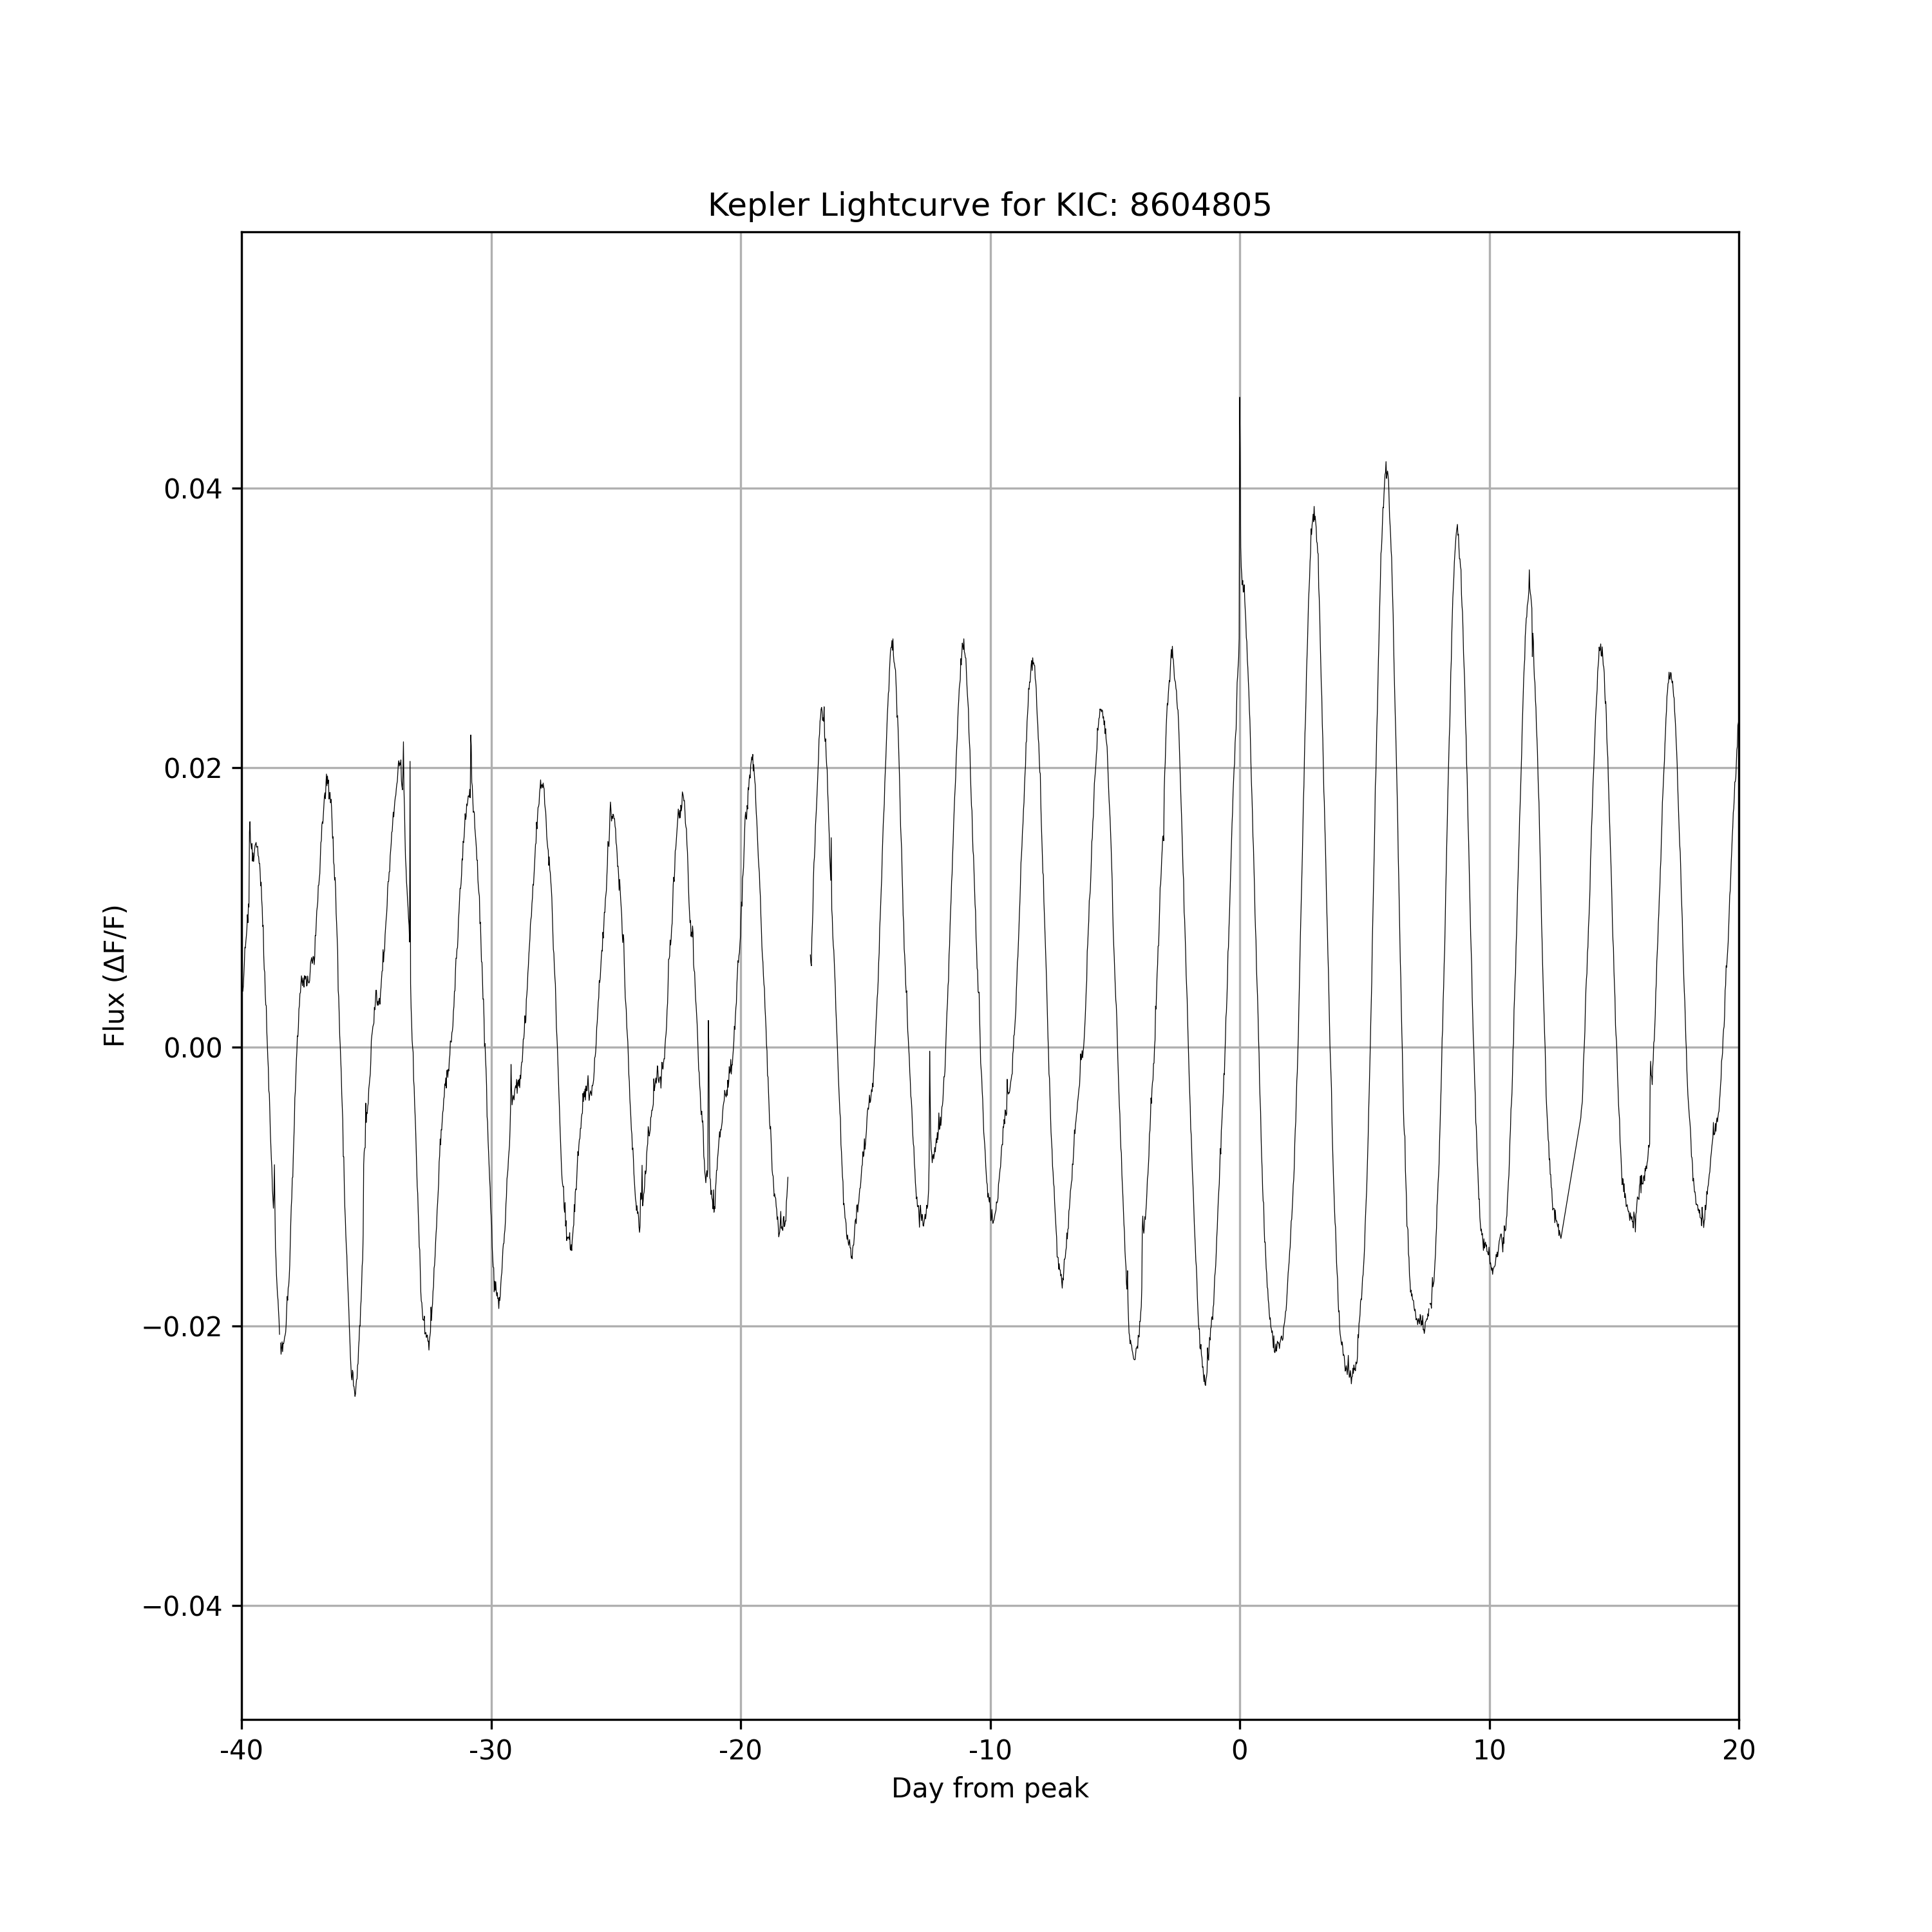 Kepler Lightcurve for KIC: 8604805
Flux (ΔF/F)
0.04
0.02
0.00
−0.02
−0.04
-40 -30 -20 -10 0 10 20
Day from peak